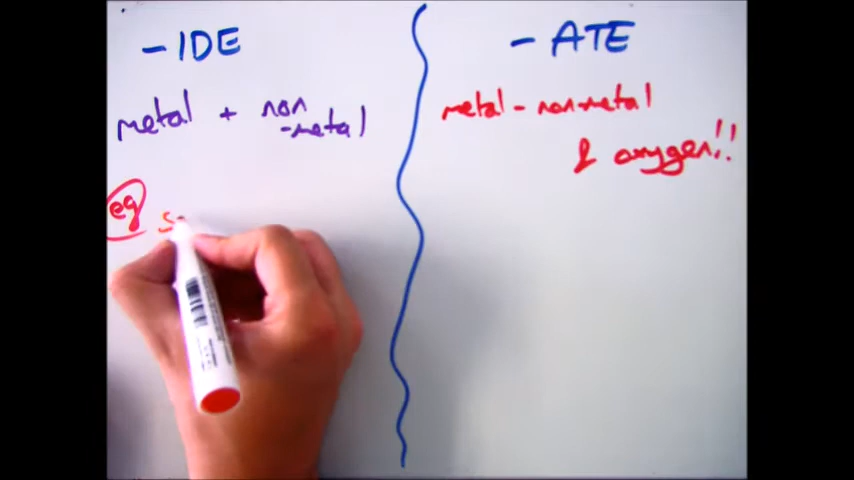 -IDE
metal + non
-metal
eg s
-ATE
metal - non-metal
& oxygen!!